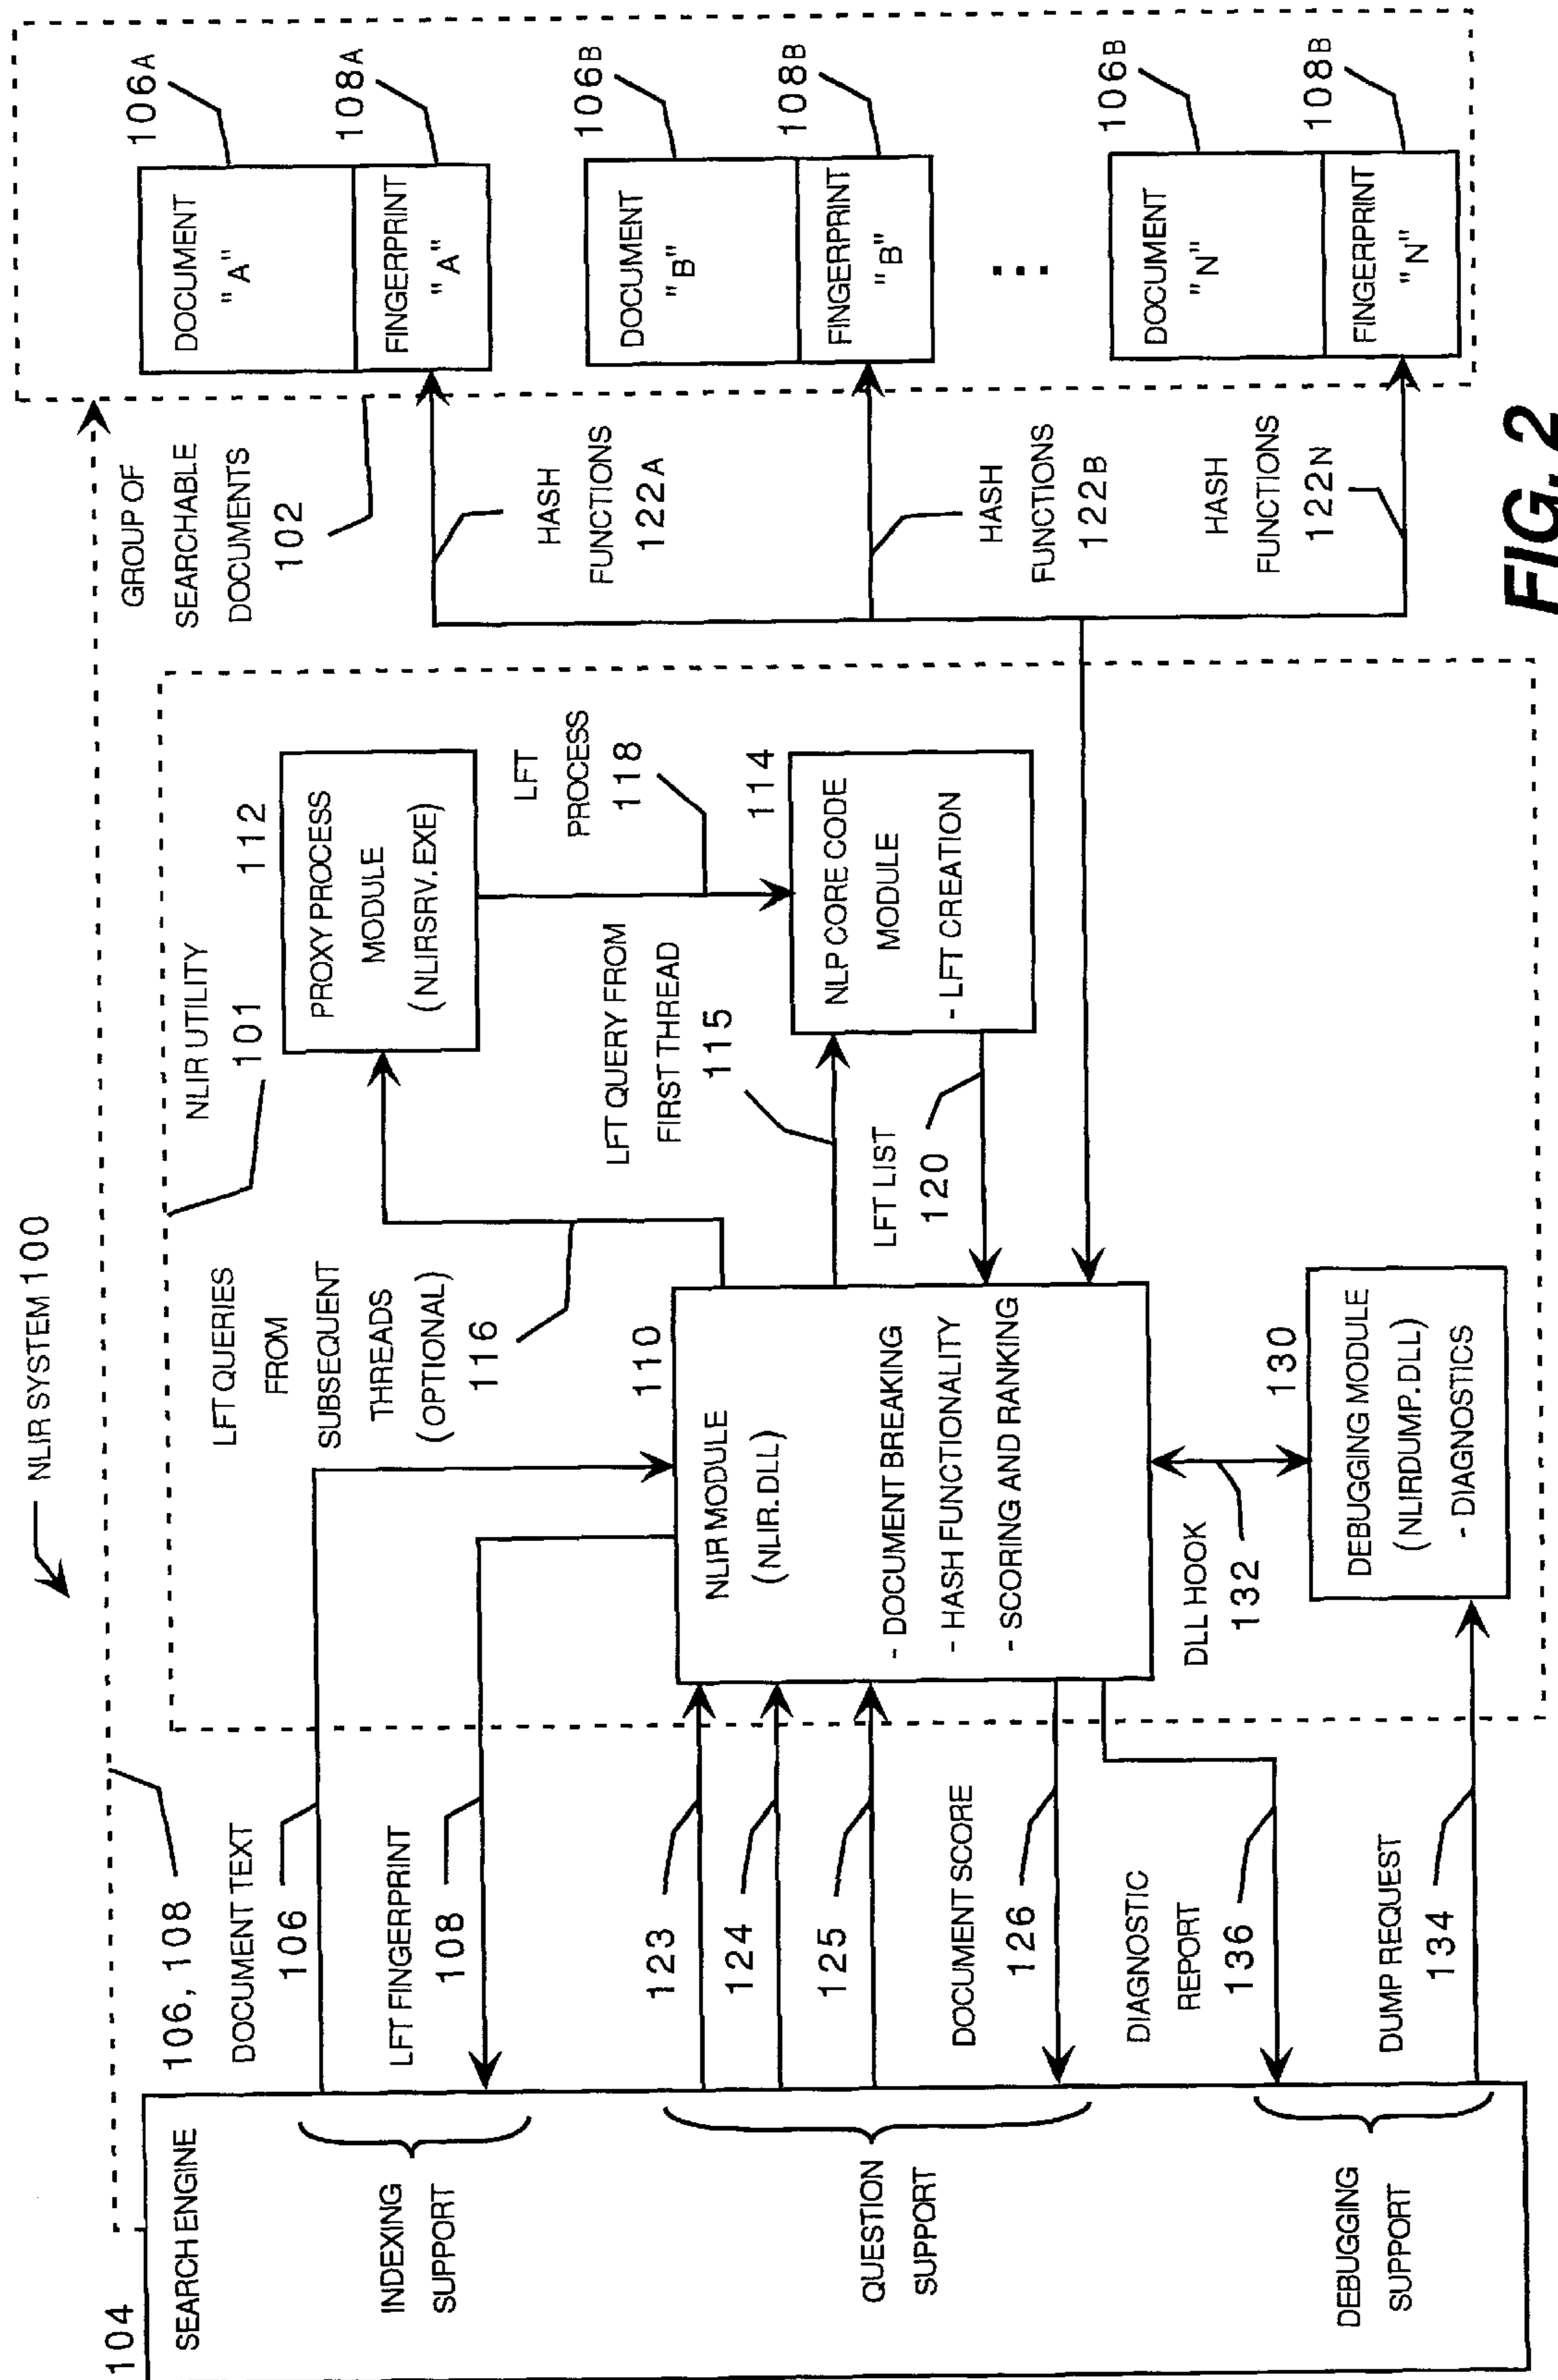 NLIR SYSTEM 100
104
SEARCH ENGINE
INDEXING
SUPPORT
QUESTION
SUPPORT
DEBUGGING
SUPPORT
106, 108
DOCUMENT TEXT
106
LFT FINGERPRINT
108
123
124
125
DOCUMENT SCORE
126
DIAGNOSTIC
REPORT
136
DUMP REQUEST
134
NLIR UTILITY
101
LFT QUERIES
FROM
SUBSEQUENT
THREADS
(OPTIONAL)
116
110
NLIR MODULE
(NLIR.DLL)
- DOCUMENT BREAKING
- HASH FUNCTIONALITY
- SCORING AND RANKING
DLL HOOK
132
130
DEBUGGING MODULE
(NLIRDUMP.DLL)
- DIAGNOSTICS
112
PROXY PROCESS
MODULE
(NLIRSRV.EXE)
LFT QUERY FROM
FIRST THREAD
115
LFT
PROCESS
118
114
NLP CORE CODE
MODULE
- LFT CREATION
LFT LIST
120
GROUP OF
SEARCHABLE
DOCUMENTS
102
HASH
FUNCTIONS
122A
HASH
FUNCTIONS
122B
HASH
FUNCTIONS
122N
DOCUMENT
"A"
106A
FINGERPRINT
"A"
108A
DOCUMENT
"B"
106B
FINGERPRINT
"B"
108B
...
DOCUMENT
"N"
106B
FINGERPRINT
"N"
108B
FIG. 2